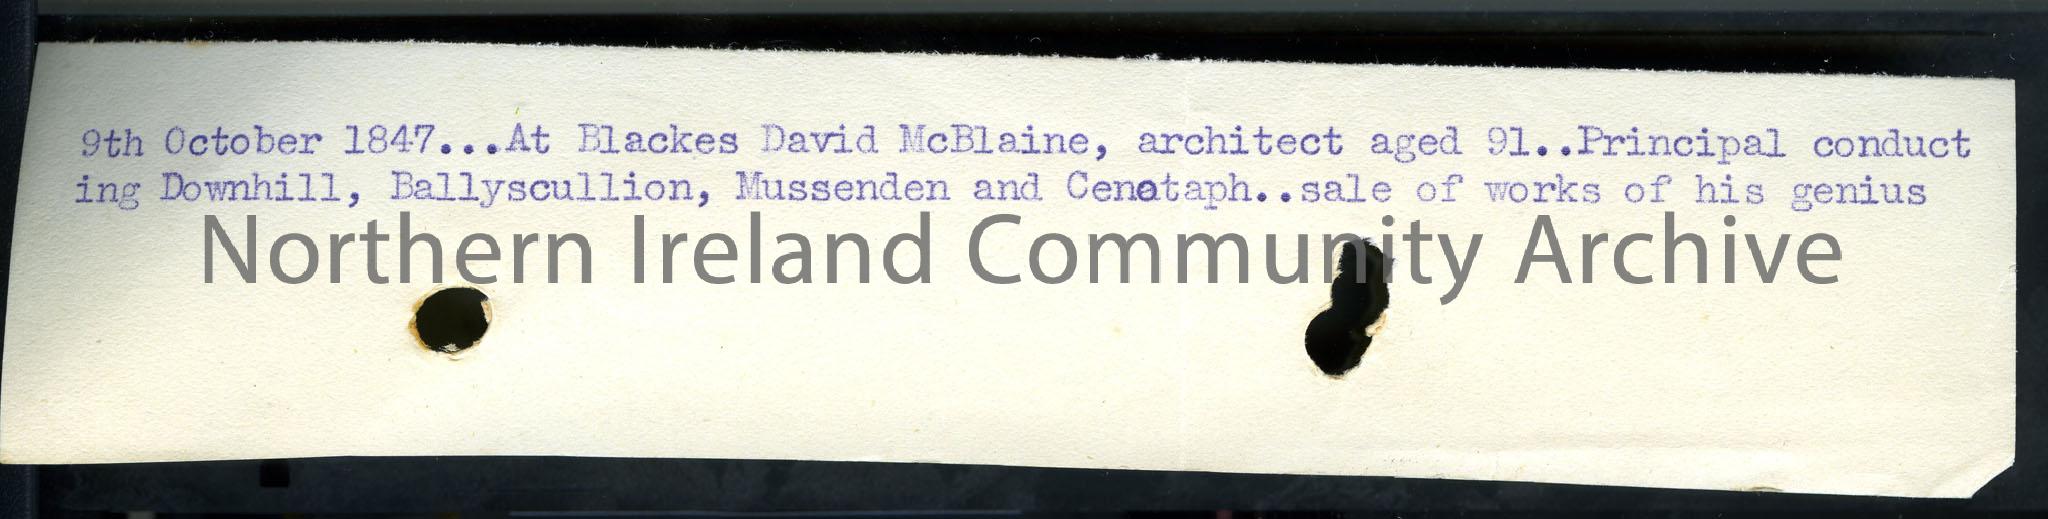 9th October 1847...At Blackes David McBlaine, architect aged 91..Principal conduct
ing Downhill, Ballyscullion, Mussenden and Cenotaph..sale of works of his genius
Northern Ireland Community Archive